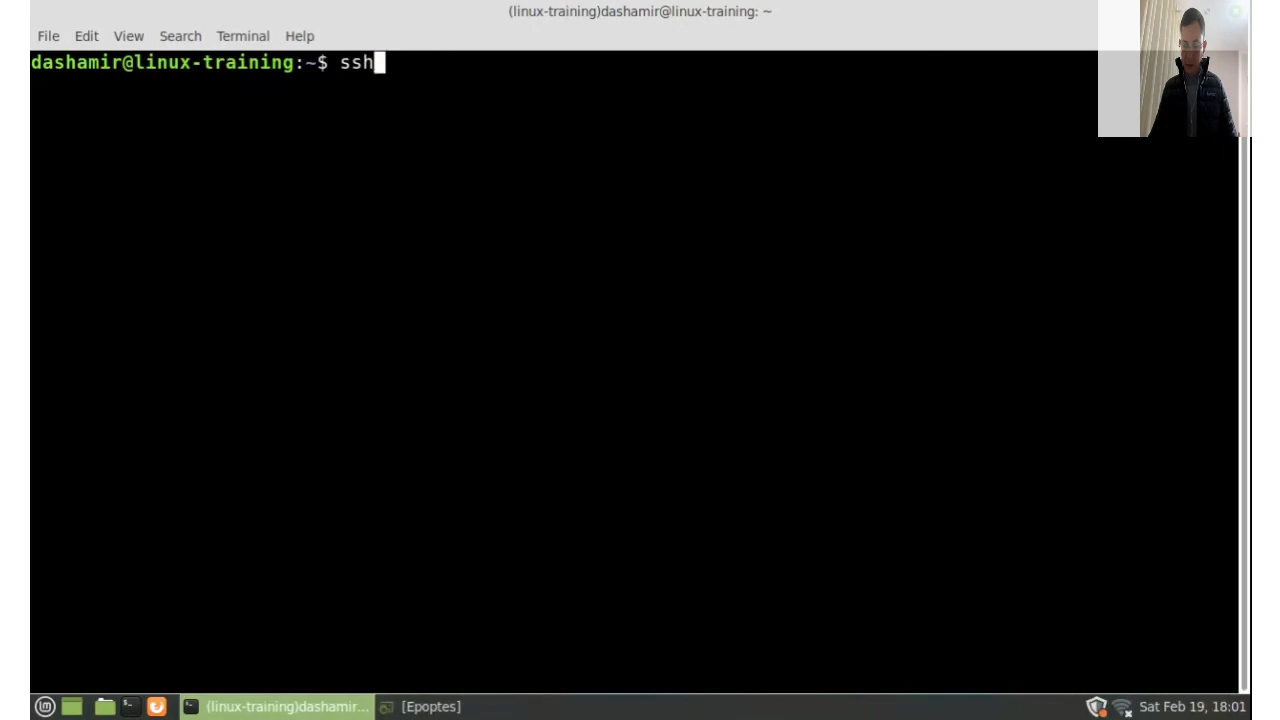 (linux-training)dashamir@linux-training: ~
File Edit View Search Terminal Help
dashamir@linux-training:~$ ssh
(linux-training)dashamir... [Epoptes] Sat Feb 19, 18:01